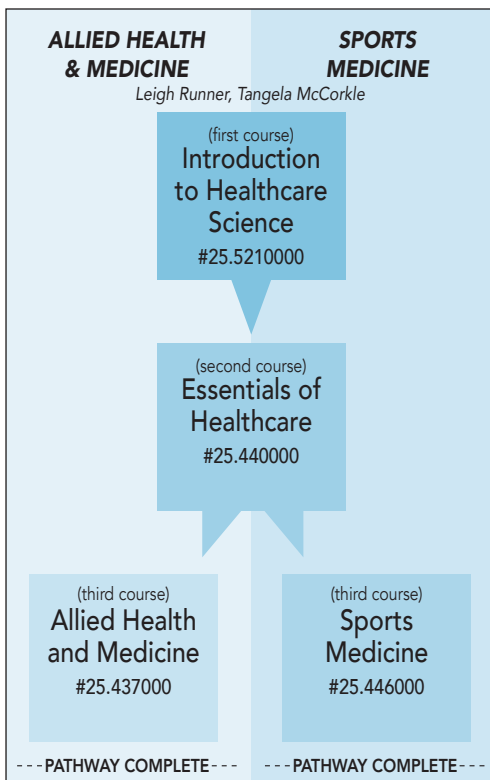 ALLIED HEALTH
& MEDICINE
SPORTS
MEDICINE
Leigh Runner, Tangela McCorkle
(first course)
Introduction
to Healthcare
Science
#25.5210000
(second course)
Essentials of
Healthcare
#25.440000
(third course)
Allied Health
and Medicine
#25.437000
(third course)
Sports
Medicine
#25.446000
---PATHWAY COMPLETE---
---PATHWAY COMPLETE---